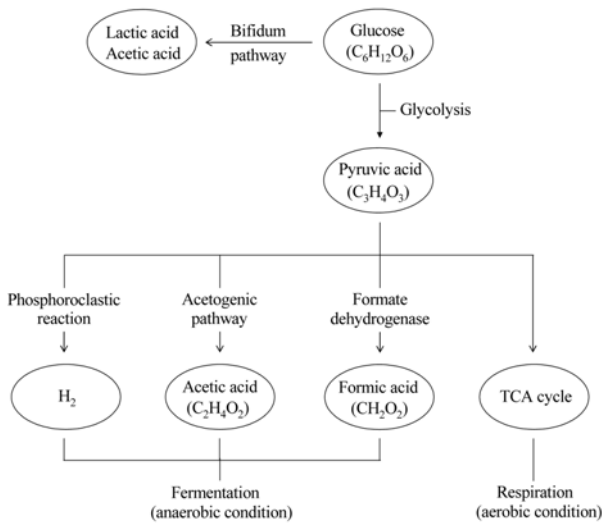 Lactic acid
Acetic acid
Bifidum
pathway
Glucose
(C₆H₁₂O₆)
Glycolysis
Pyruvic acid
(C₃H₄O₃)
Phosphoroclastic
reaction
Acetogenic
pathway
Formate
dehydrogenase
H₂
Acetic acid
(C₂H₄O₂)
Formic acid
(CH₂O₂)
TCA cycle
Fermentation
(anaerobic condition)
Respiration
(aerobic condition)